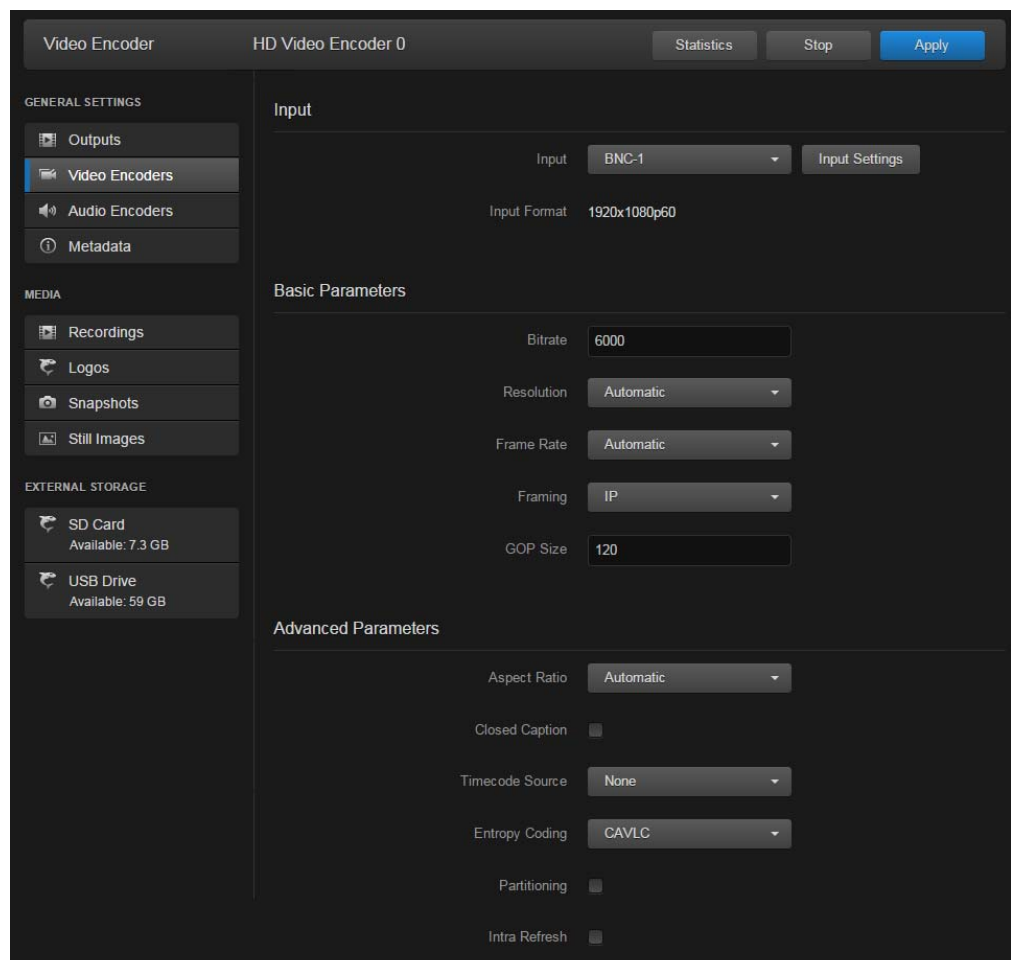 Video Encoder
HD Video Encoder 0
Statistics
Stop
Apply
GENERAL SETTINGS
Outputs
Video Encoders
Audio Encoders
Metadata
MEDIA
Recordings
Logos
Snapshots
Still Images
EXTERNAL STORAGE
SD Card
Available: 7.3 GB
USB Drive
Available: 59 GB
Input
Input BNC-1 Input Settings
Input Format 1920x1080p60
Basic Parameters
Bitrate 6000
Resolution Automatic
Frame Rate Automatic
Framing IP
GOP Size 120
Advanced Parameters
Aspect Ratio Automatic
Closed Caption
Timecode Source None
Entropy Coding CAVLC
Partitioning
Intra Refresh